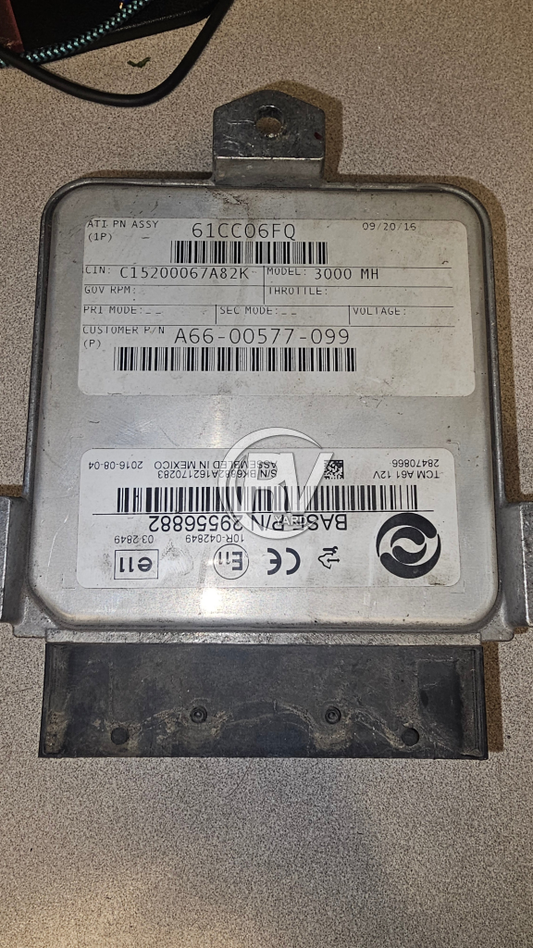 ATI PN ASSY 61CC06FQ 09/20/16
(1P)
CIN: C15200067A82K MODEL: 3000 MH
GOV RPM: THROTTLE:
PRI MODE: -- SEC MODE: -- VOLTAGE:
CUSTOMER P/N A66-00577-099
(P)
TCM A61 12V
28470866
ASSEMBLED IN MEXICO 2016-08-04
BASE P/N 29556882
CE E11 10R-042849 e11 03-2849
RV